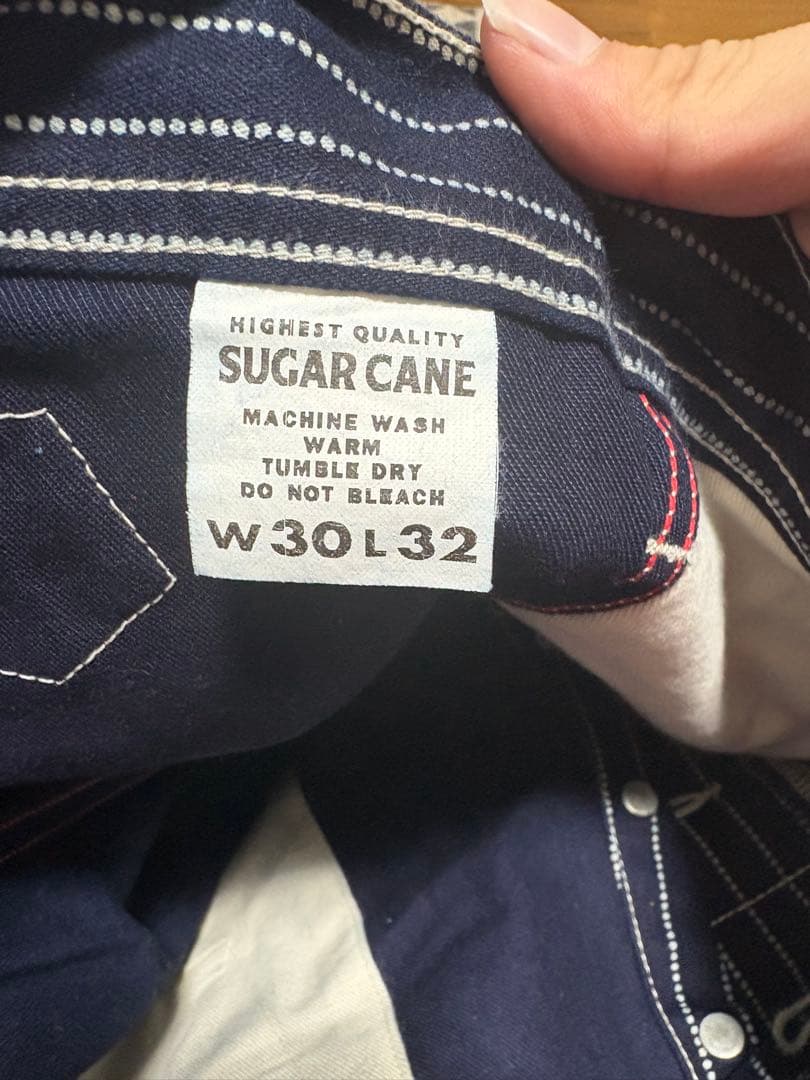 HIGHEST QUALITY
SUGAR CANE
MACHINE WASH
WARM
TUMBLE DRY
DO NOT BLEACH
W30L32